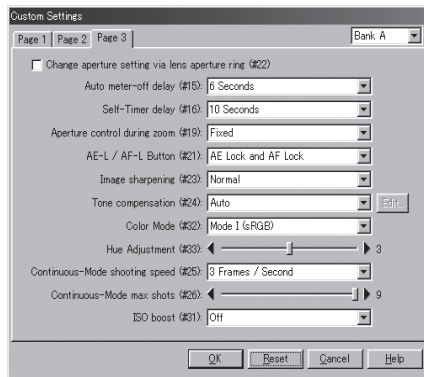 Custom Settings
Page 1 Page 2 Page 3 Bank A
Change aperture setting via lens aperture ring (#22)
Auto meter-off delay (#15): 6 Seconds
Self-Timer delay (#16): 10 Seconds
Aperture control during zoom (#19): Fixed
AE-L / AF-L Button (#21): AE Lock and AF Lock
Image sharpening (#23): Normal
Tone compensation (#24): Auto Edit...
Color Mode (#32): Mode I (sRGB)
Hue Adjustment (#33): 3
Continuous-Mode shooting speed (#25): 3 Frames / Second
Continuous-Mode max shots (#26): 9
ISO boost (#31): Off
OK Reset Cancel Help